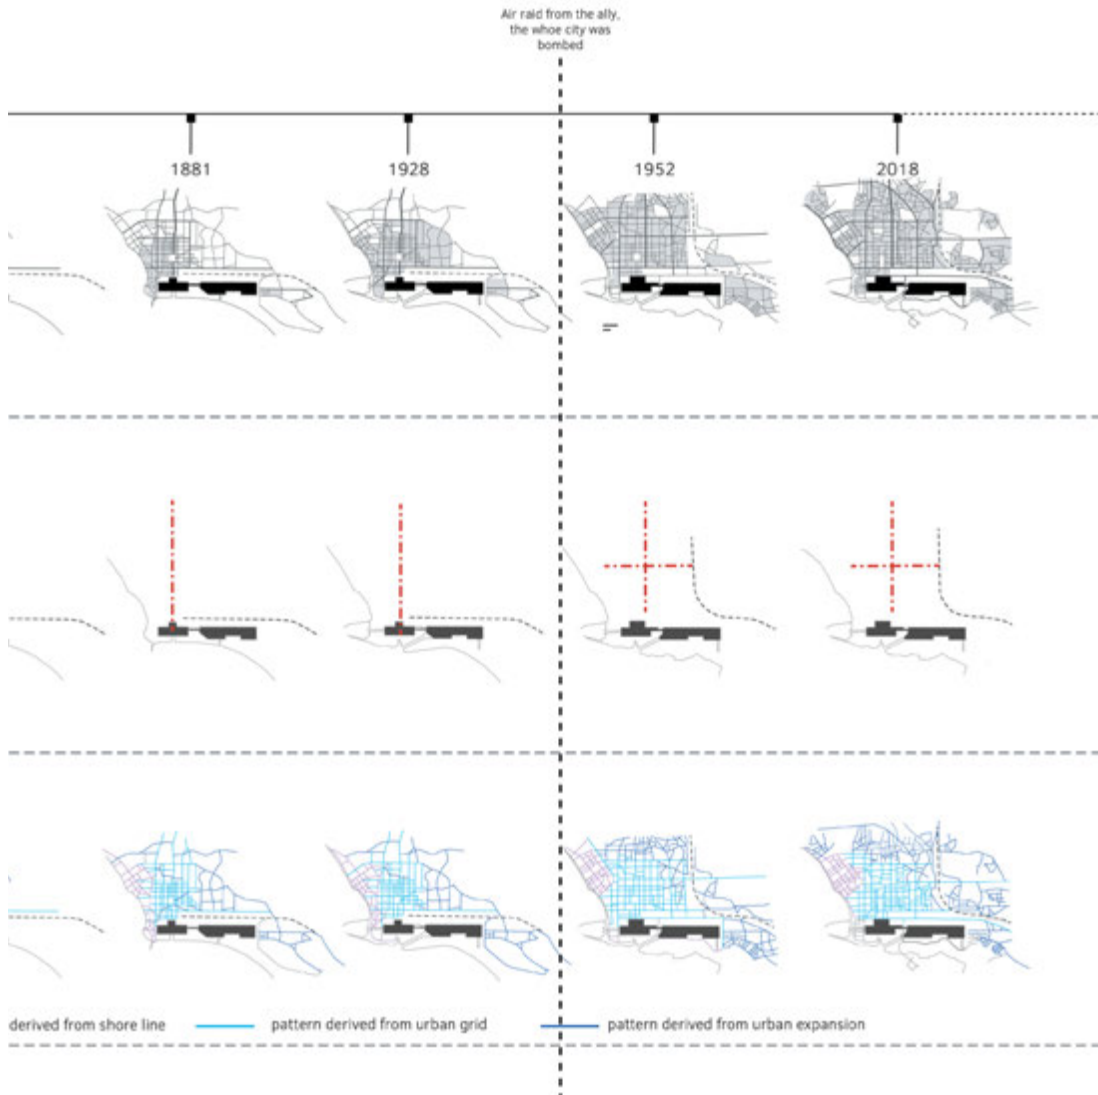 Air raid from the ally,
the whoe city was
bombed
1881
1928
1952
2018
derived from shore line
pattern derived from urban grid
pattern derived from urban expansion